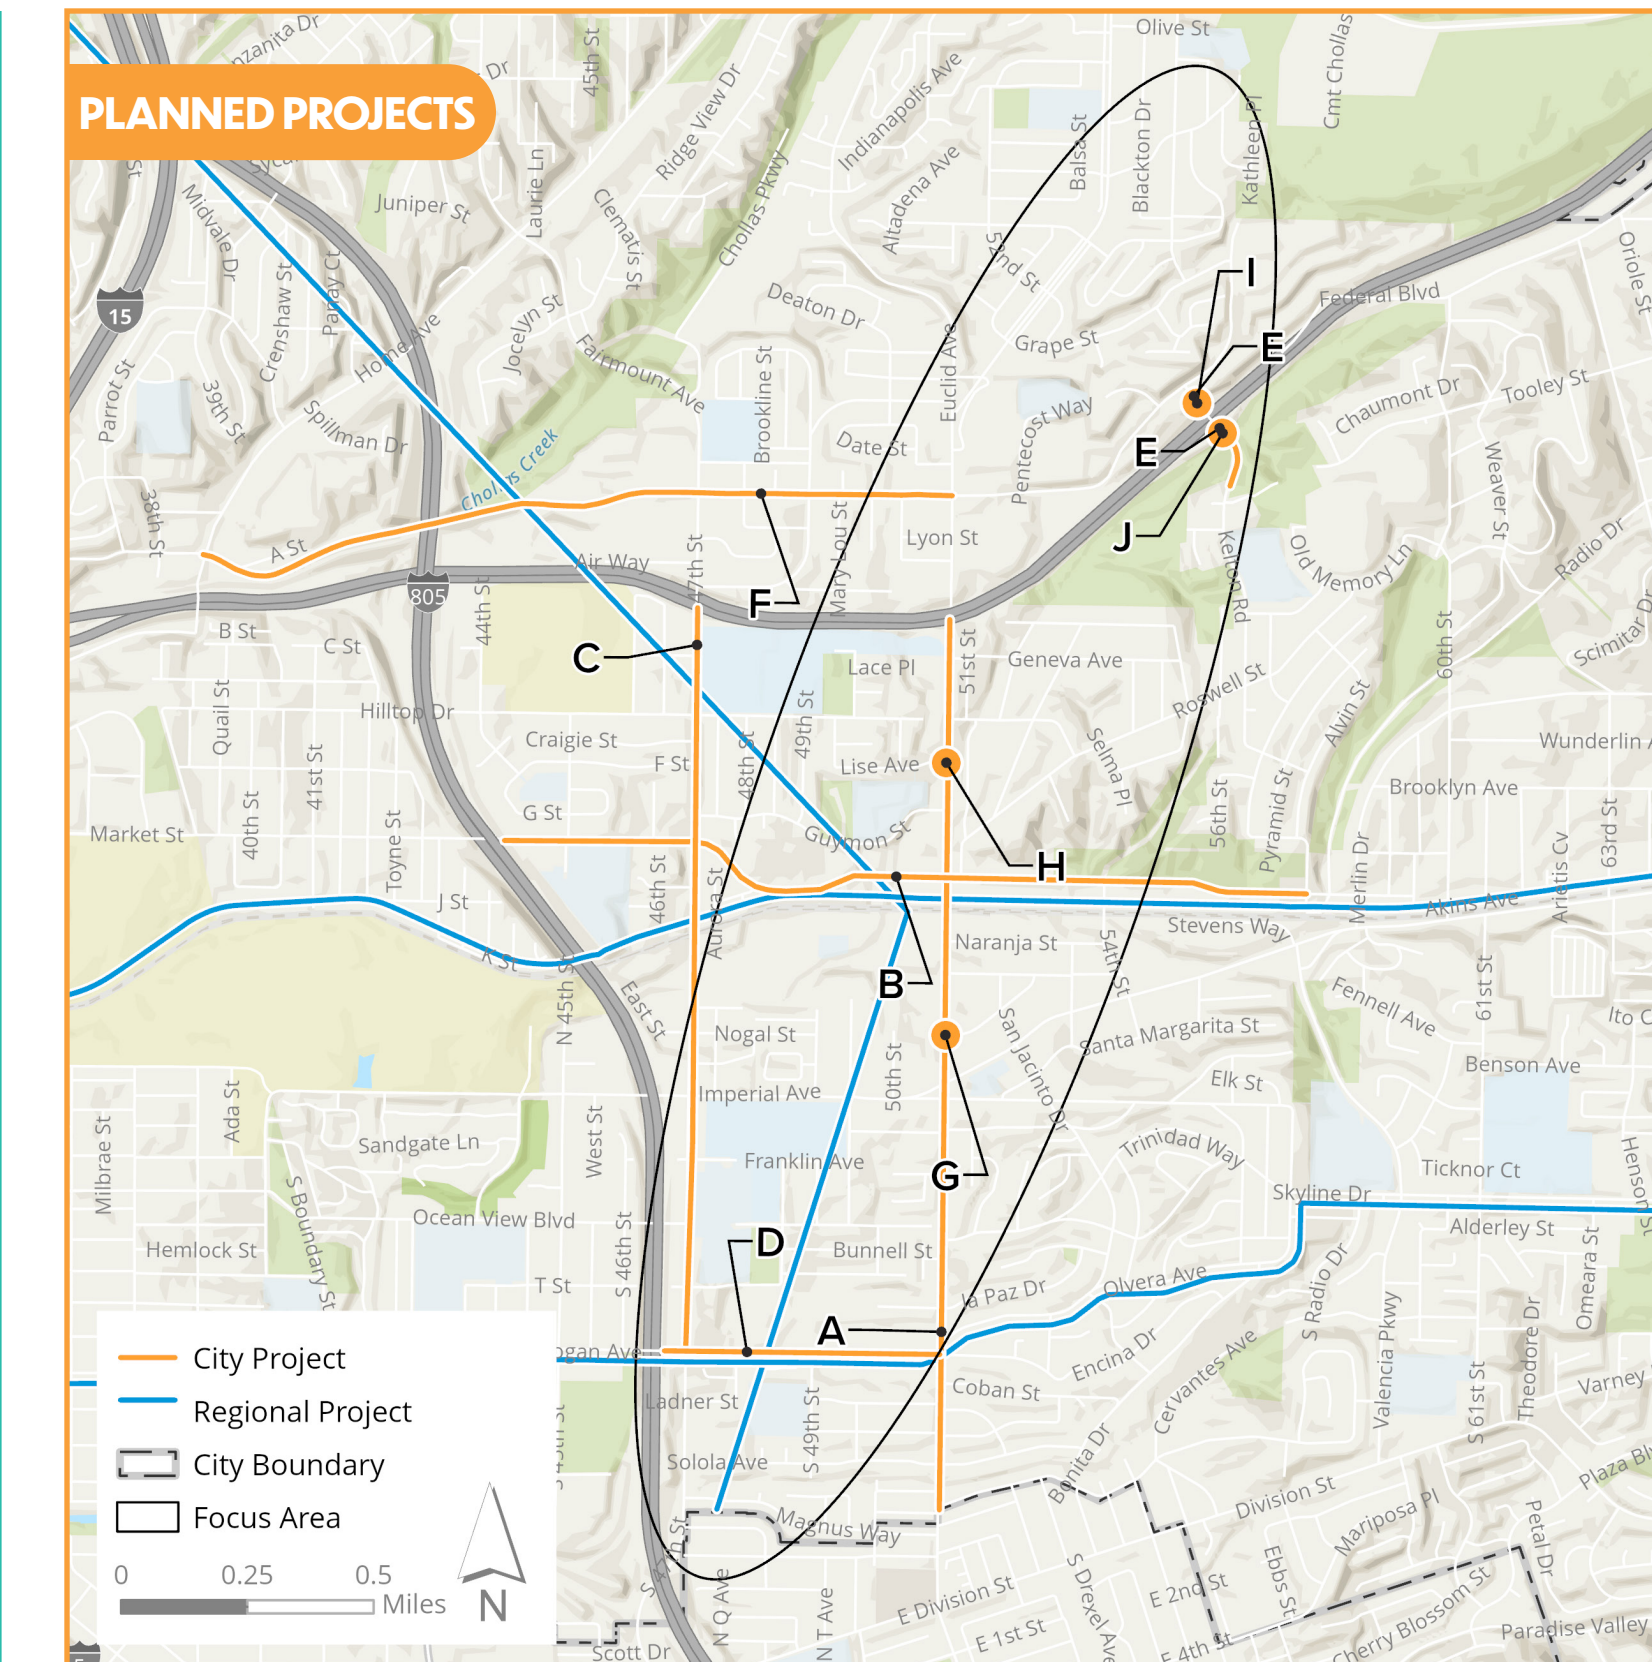 PLANNED PROJECTS
Olive St
45th St
Ridge View Dr
Indianapolis Ave
Altadena Ave
Balsa St
Blackton Dr
Kathleen Pl
Cmt Chollas
Juniper St
Laurie Ln
Clematis St
Chollas Pkwy
Midvale Dr
Crenshaw St
Panay Ct
52nd St
Oriole St
15
Home Ave
Jocelyn St
Deaton Dr
Federal Blvd
I
E
Grape St
Euclid Ave
Fairmount Ave
Brookline St
Parrot St
39th St
Spillman Dr
Pentecost Way
Chaumont Dr
Tooley St
Date St
E
Chollas Creek
Weaver St
38th St
A St
Air Way
47th St
Mary Lou St
Lyon St
J
Kelton Rd
Old Memory Ln
Radio Dr
805
44th St
F
B St
C St
C
Lace Pl
51st St
Geneva Ave
60th St
Scimitar Dr
Quail St
Hilltop Dr
Craigie St
F St
48th St
49th St
Lise Ave
Selma Pl
Roswell St
Alvin St
Wunderlin
41st St
40th St
G St
Brooklyn Ave
Market St
Toyne St
Guymon St
56th St
Pyramid St
63rd St
H
46th St
Aurora St
J St
Merlin Dr
Akins Ave
Arietis Cv
K St
Stevens Way
N 45th St
East St
B
Naranja St
54th St
61st St
Fennell Ave
Nogal St
50th St
San Jacinto Dr
Santa Margarita St
Ito C
Imperial Ave
Elk St
Benson Ave
Ada St
Milbrae St
Sandgate Ln
West St
Franklin Ave
G
Trinidad Way
Ticknor Ct
Henson St
S Boundary St
Ocean View Blvd
Skyline Dr
Alderley St
Hemlock St
S 46th St
D
Bunnell St
Omeara St
T St
la Paz Dr
Olvera Ave
S Radio Dr
A
Encina Dr
Cervantes Ave
Valencia Pkwy
Theodore Dr
ogan Ave
Ladner St
Coban St
Varney
S 49th St
S 61st St
Solola Ave
Bonita Dr
Division St
Plaza Bl
Magnus Way
Mariposa Pl
Petal Dr
S 47th St
N Q Ave
N T Ave
E Division St
E 1st St
S Drexel Ave
E 2nd St
E 4th St
Ebbs St
Cherry Blossom St
Paradise Valley
Scott Dr
City Project
Regional Project
City Boundary
Focus Area
0 0.25 0.5
Miles
N